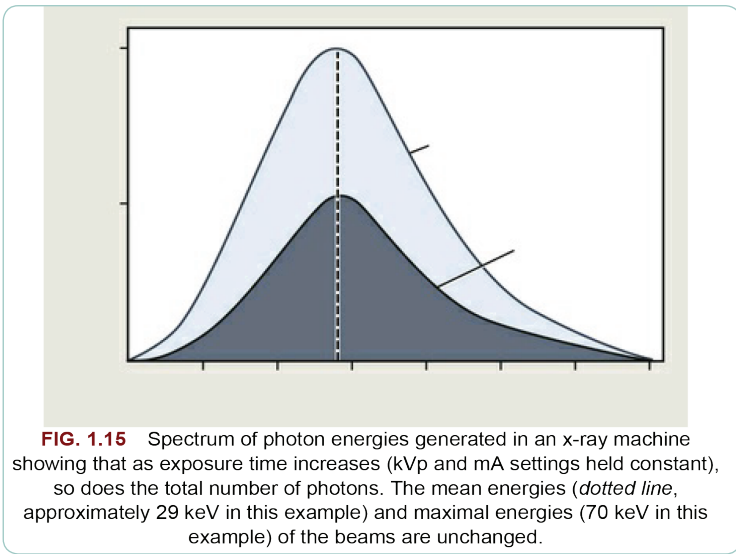 FIG. 1.15 Spectrum of photon energies generated in an x-ray machine
showing that as exposure time increases (kVp and mA settings held constant),
so does the total number of photons. The mean energies (dotted line,
approximately 29 keV in this example) and maximal energies (70 keV in this
example) of the beams are unchanged.